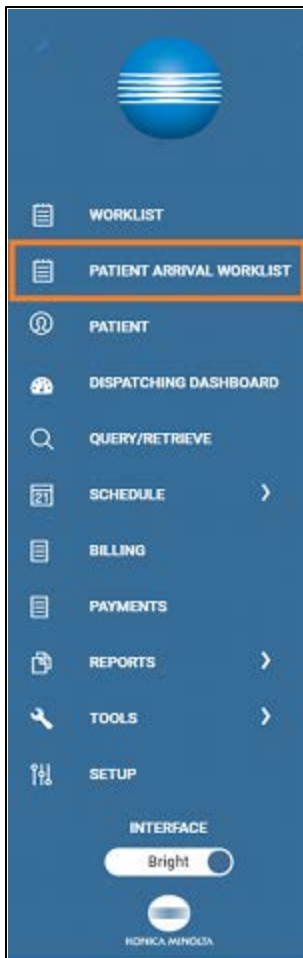 WORKLIST
PATIENT ARRIVAL WORKLIST
PATIENT
DISPATCHING DASHBOARD
QUERY/RETRIEVE
21 SCHEDULE
BILLING
PAYMENTS
REPORTS
TOOLS
SETUP
INTERFACE
Bright
KONICA MINOLTA